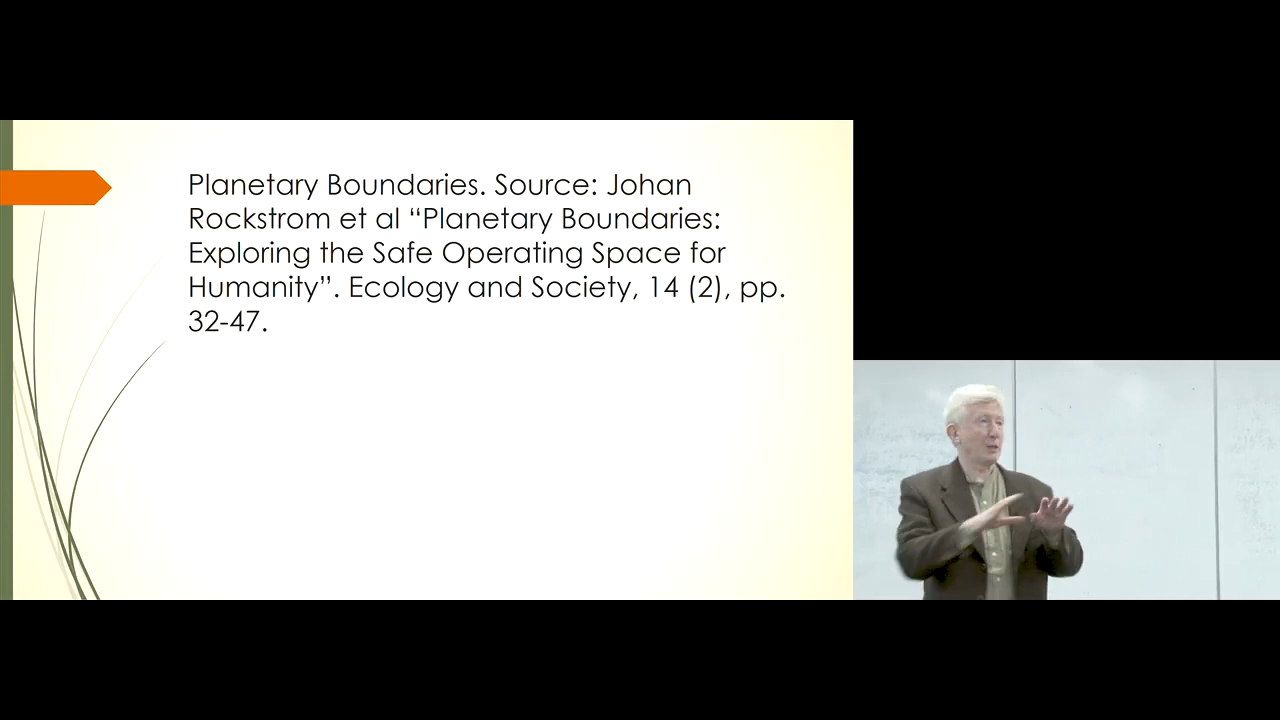 Planetary Boundaries. Source: Johan
Rockstrom et al “Planetary Boundaries:
Exploring the Safe Operating Space for
Humanity”. Ecology and Society, 14 (2), pp.
32-47.